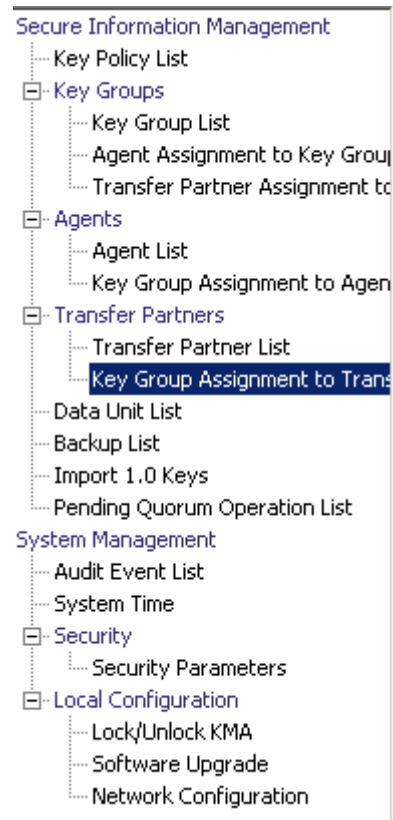 Secure Information Management
Key Policy List
Key Groups
Key Group List
Agent Assignment to Key Grou
Transfer Partner Assignment to
Agents
Agent List
Key Group Assignment to Agen
Transfer Partners
Transfer Partner List
Key Group Assignment to Trans
Data Unit List
Backup List
Import 1.0 Keys
Pending Quorum Operation List
System Management
Audit Event List
System Time
Security
Security Parameters
Local Configuration
Lock/Unlock KMA
Software Upgrade
Network Configuration